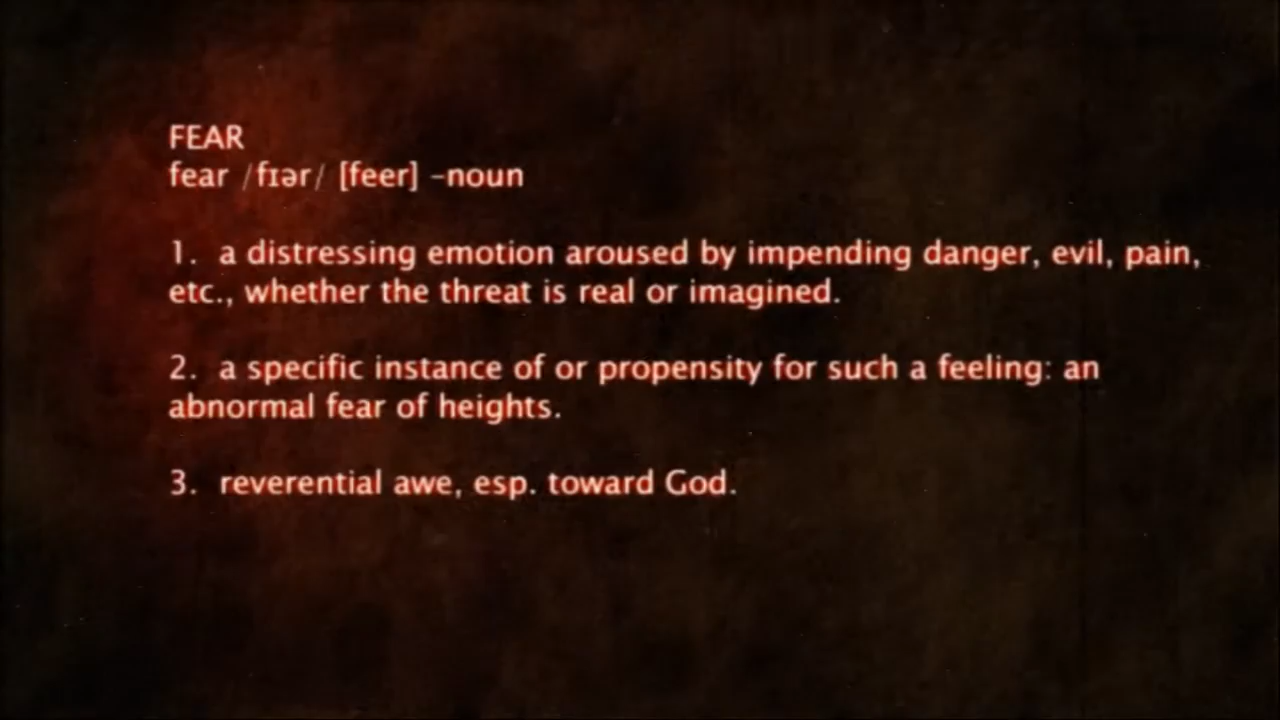 FEAR
fear /fɪər/ [feer] –noun
1. a distressing emotion aroused by impending danger, evil, pain,
etc., whether the threat is real or imagined.
2. a specific instance of or propensity for such a feeling: an
abnormal fear of heights.
3. reverential awe, esp. toward God.